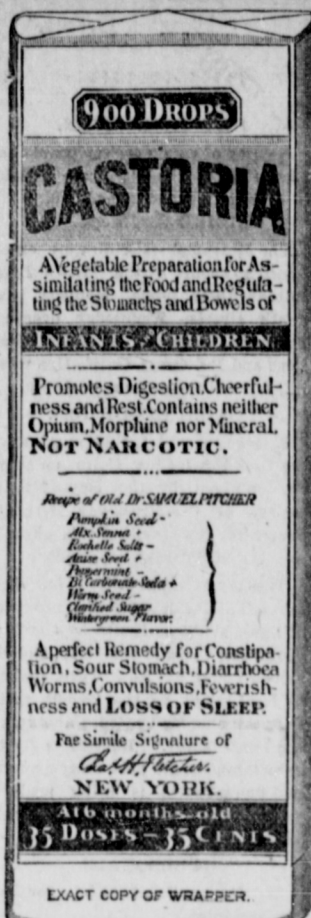 900 DROPS
CASTORIA
A Vegetable Preparation for As-
similating the Food and Regula-
ting the Stomachs and Bowels of
INFANTS / CHILDREN
Promotes Digestion, Cheerful-
ness and Rest. Contains neither
Opium, Morphine nor Mineral.
NOT NARCOTIC.
Recipe of Old Dr. SAMUEL PITCHER
Pumpkin Seed -
Alx. Senna +
Rochelle Salts -
Anise Seed +
Peppermint -
Bi Carbonate Soda +
Worm Seed -
Clarified Sugar
Wintergreen Flavor.
A perfect Remedy for Constipa-
tion, Sour Stomach, Diarrhoea
Worms, Convulsions, Feverish-
ness and LOSS OF SLEEP.
Fac Simile Signature of
Chas. H. Fletcher.
NEW YORK.
At 6 months old
35 DOSES - 35 CENTS
EXACT COPY OF WRAPPER.